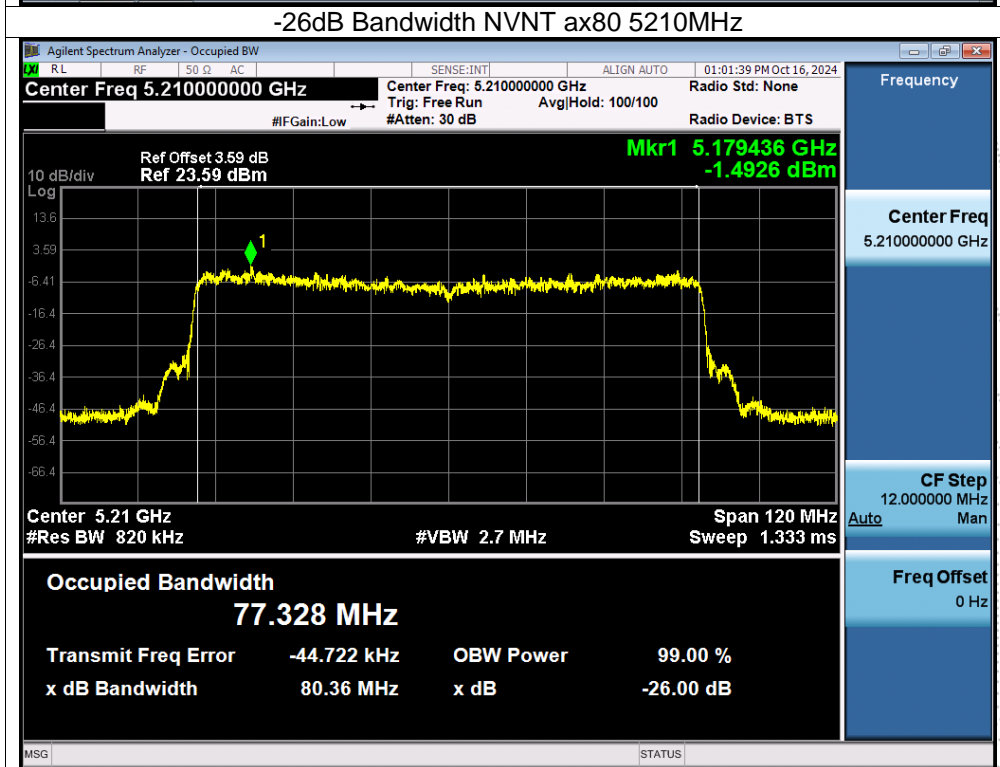 -26dB Bandwidth NVNT ax80 5210MHz
Agilent Spectrum Analyzer - Occupied BW
LXI RL RF 50 Ω AC SENSE:INT ALIGN AUTO 01:01:39 PM Oct 16, 2024
Center Freq 5.210000000 GHz
Center Freq: 5.210000000 GHz
Radio Std: None
Trig: Free Run Avg|Hold: 100/100
#IFGain:Low #Atten: 30 dB Radio Device: BTS
Ref Offset 3.59 dB
10 dB/div Ref 23.59 dBm
Mkr1 5.179436 GHz
-1.4926 dBm
Log
13.6
3.59
-6.41
-16.4
-26.4
-36.4
-46.4
-56.4
-66.4
1
Center 5.21 GHz Span 120 MHz
#Res BW 820 kHz #VBW 2.7 MHz Sweep 1.333 ms
Occupied Bandwidth
77.328 MHz
Transmit Freq Error -44.722 kHz OBW Power 99.00 %
x dB Bandwidth 80.36 MHz x dB -26.00 dB
MSG STATUS
Frequency
Center Freq
5.210000000 GHz
CF Step
12.000000 MHz
Auto Man
Freq Offset
0 Hz